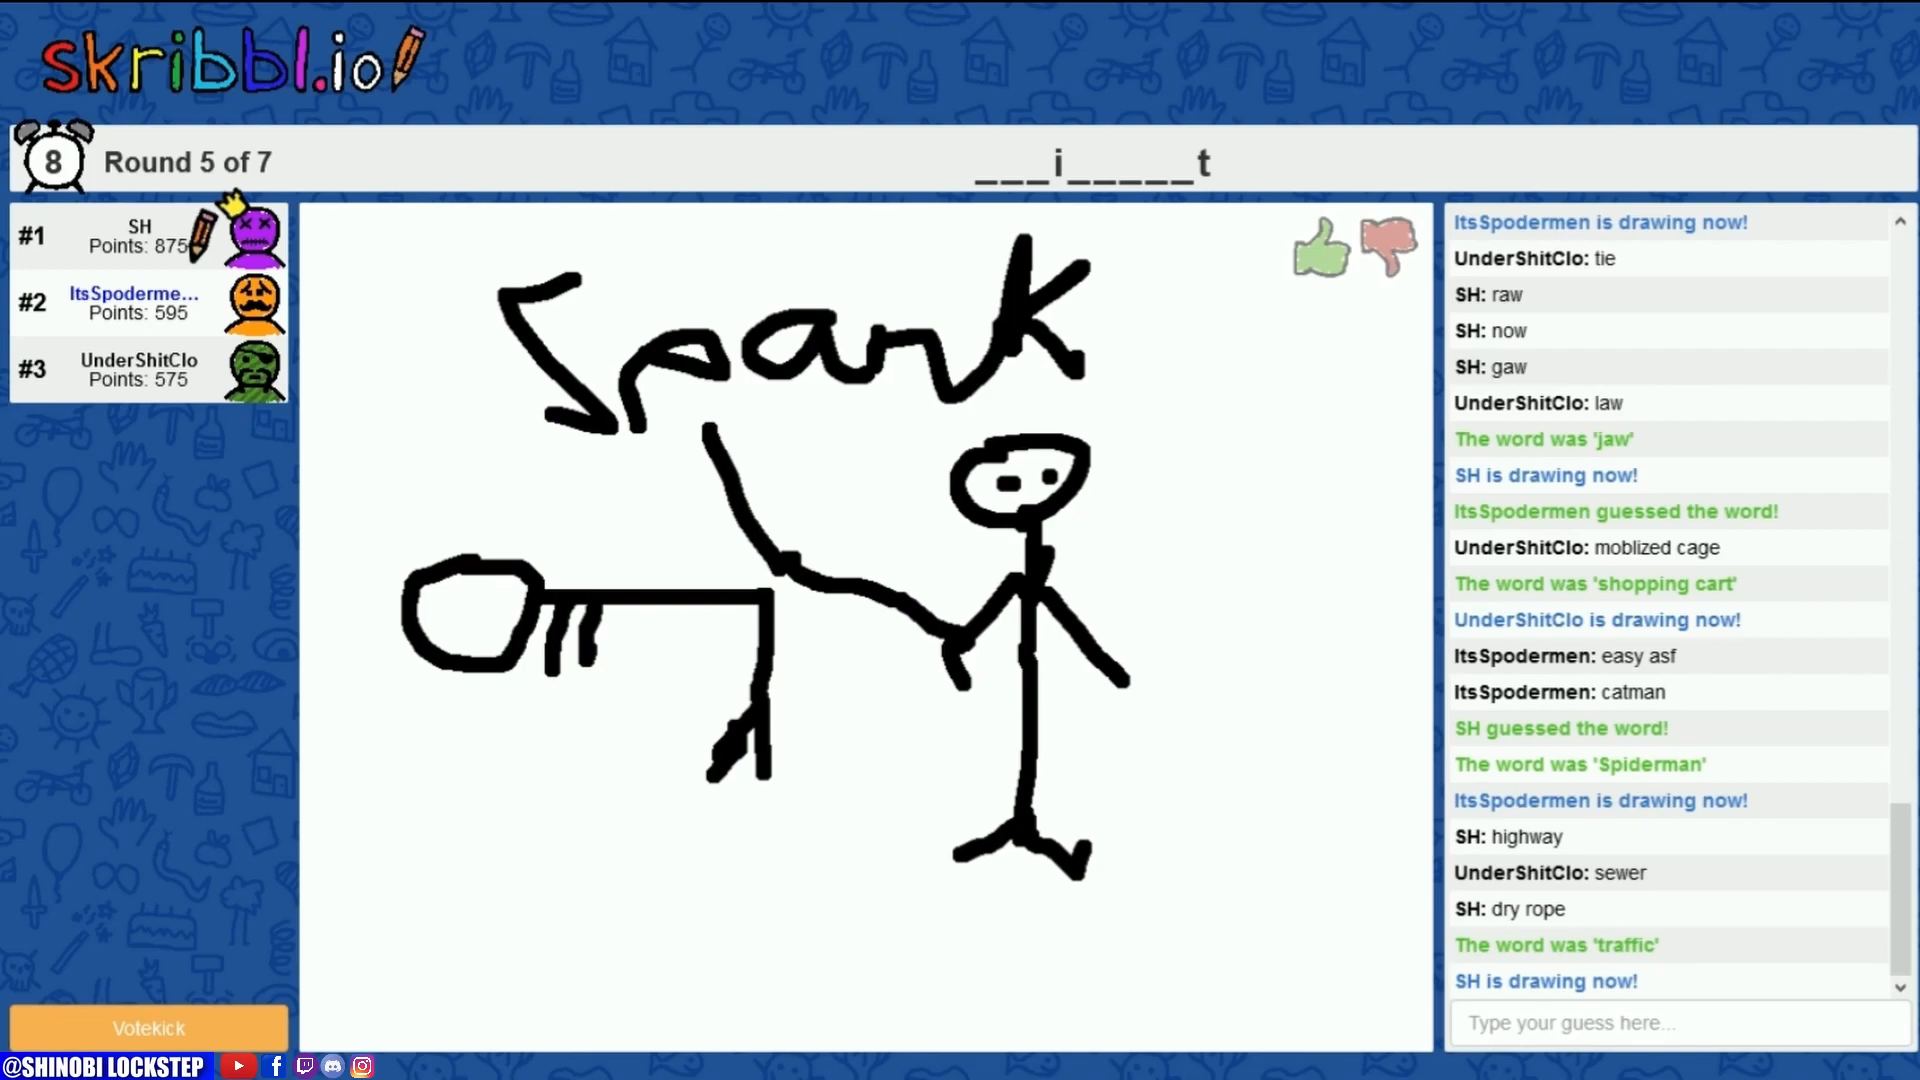 skribbl.io
8
Round 5 of 7
___i_____t
#1
SH
Points: 875
#2
ItsSpoderme...
Points: 595
#3
UnderShitClo
Points: 575
Spank
ItsSpodermen is drawing now!
UnderShitClo: tie
SH: raw
SH: now
SH: gaw
UnderShitClo: law
The word was 'jaw'
SH is drawing now!
ItsSpodermen guessed the word!
UnderShitClo: moblized cage
The word was 'shopping cart'
UnderShitClo is drawing now!
ItsSpodermen: easy asf
ItsSpodermen: catman
SH guessed the word!
The word was 'Spiderman'
ItsSpodermen is drawing now!
SH: highway
UnderShitClo: sewer
SH: dry rope
The word was 'traffic'
SH is drawing now!
Type your guess here...
Votekick
@SHINOBI LOCKSTEP